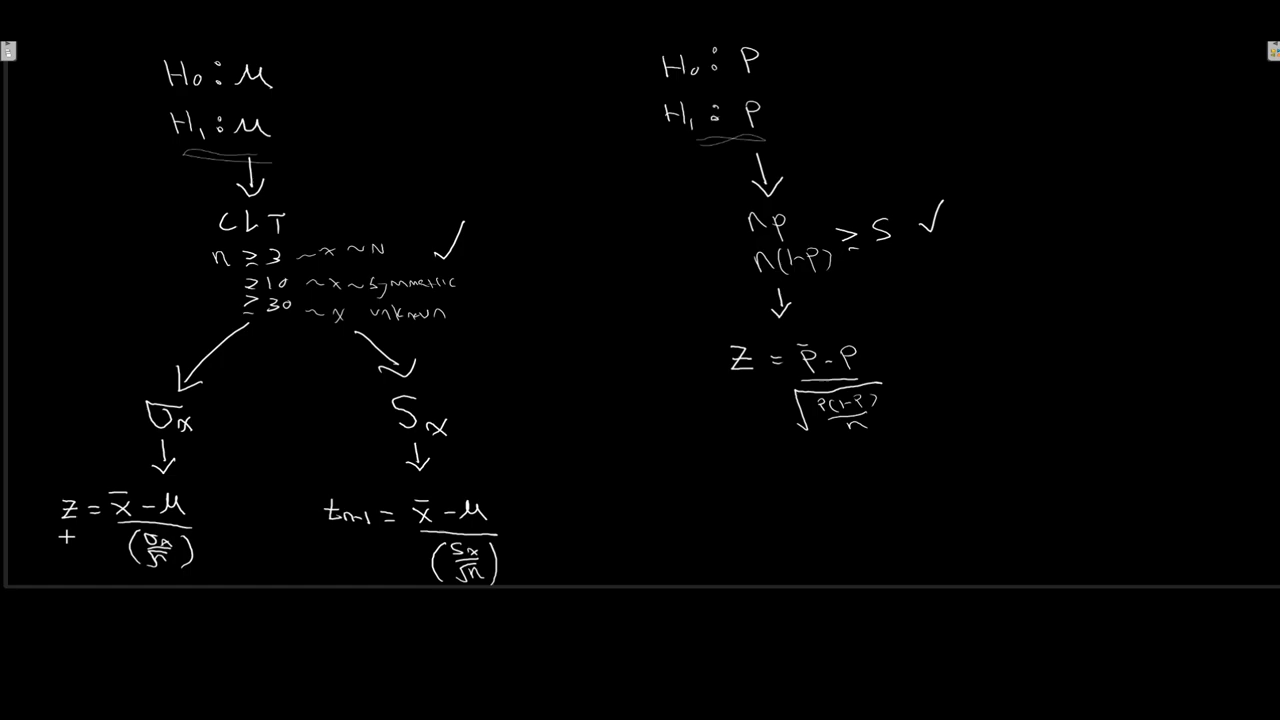 H₀ : μ
H₁ : μ
CLT
n ≥ 3 ~ x ~ N
≥ 10 ~ x ~ symmetric
≥ 30 ~ x unknown
σₓ
Sₓ
z = x̄ - μ / (σₓ/√n)
+
tₙ₋₁ = x̄ - μ / (Sₓ/√n)
H₀ : P
H₁ : P
np
n(1-p) ≥ 5
Z = p̄ - p / √(p(1-p)/n)